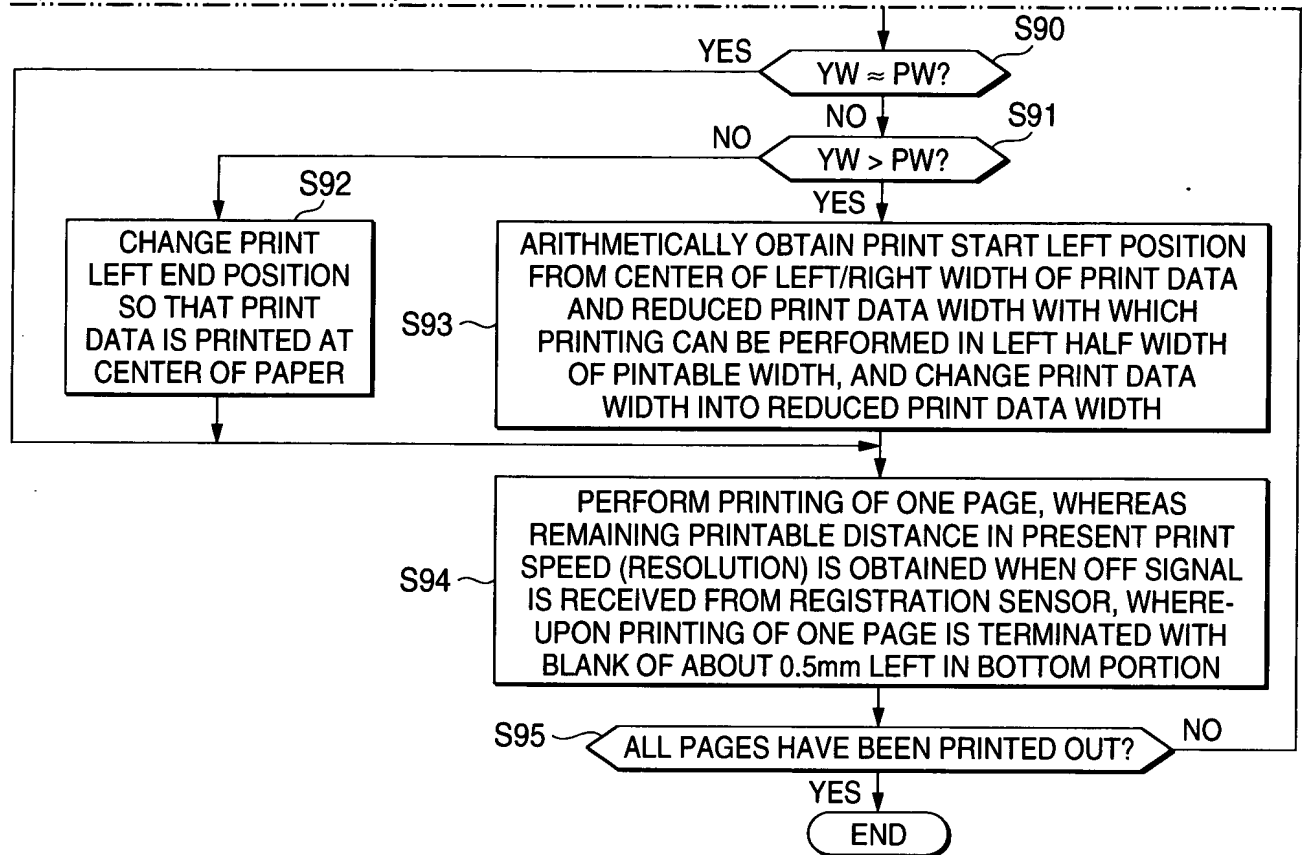 S90
YES
YW ≈ PW?
NO
S91
NO
YW > PW?
YES
S92
CHANGE PRINT
LEFT END POSITION
SO THAT PRINT
DATA IS PRINTED AT
CENTER OF PAPER
S93
ARITHMETICALLY OBTAIN PRINT START LEFT POSITION
FROM CENTER OF LEFT/RIGHT WIDTH OF PRINT DATA
AND REDUCED PRINT DATA WIDTH WITH WHICH
PRINTING CAN BE PERFORMED IN LEFT HALF WIDTH
OF PINTABLE WIDTH, AND CHANGE PRINT DATA
WIDTH INTO REDUCED PRINT DATA WIDTH
S94
PERFORM PRINTING OF ONE PAGE, WHEREAS
REMAINING PRINTABLE DISTANCE IN PRESENT PRINT
SPEED (RESOLUTION) IS OBTAINED WHEN OFF SIGNAL
IS RECEIVED FROM REGISTRATION SENSOR, WHERE-
UPON PRINTING OF ONE PAGE IS TERMINATED WITH
BLANK OF ABOUT 0.5mm LEFT IN BOTTOM PORTION
S95
ALL PAGES HAVE BEEN PRINTED OUT?
NO
YES
END